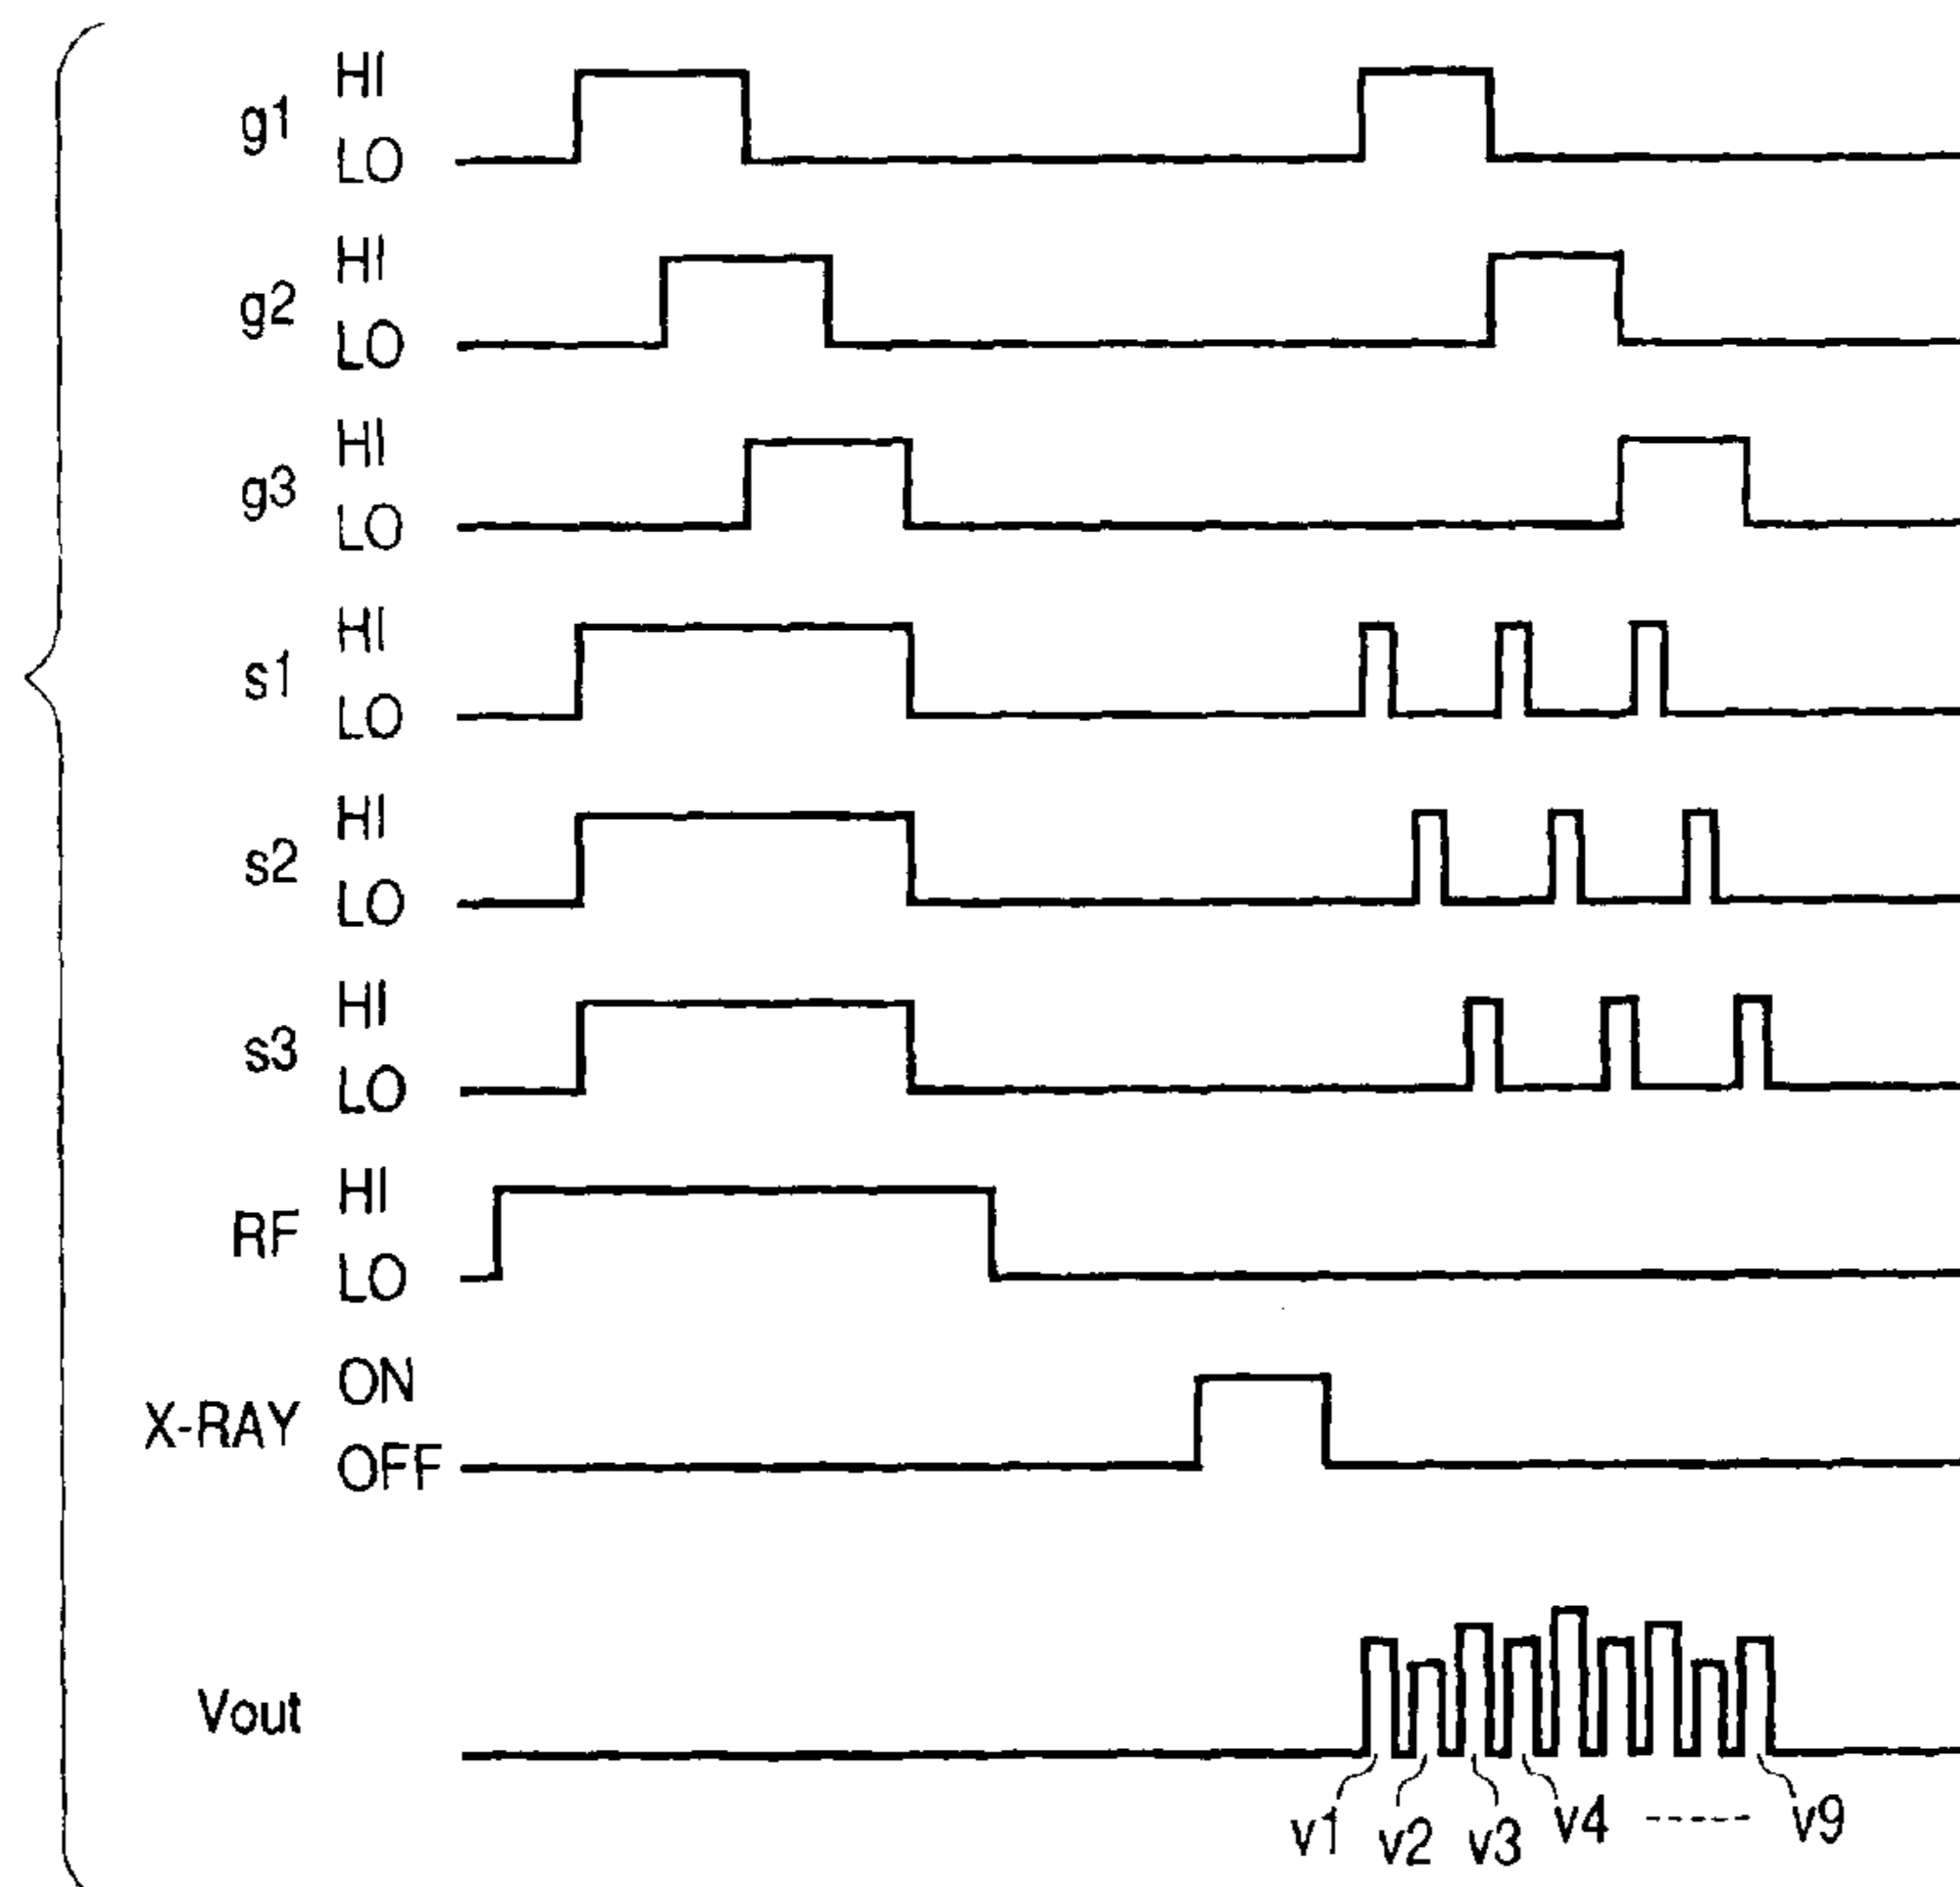 g1 HI
LO
g2 HI
LO
g3 HI
LO
s1 HI
LO
s2 HI
LO
s3 HI
LO
RF HI
LO
X-RAY ON
OFF
Vout
v1 v2 v3 v4 ----- v9